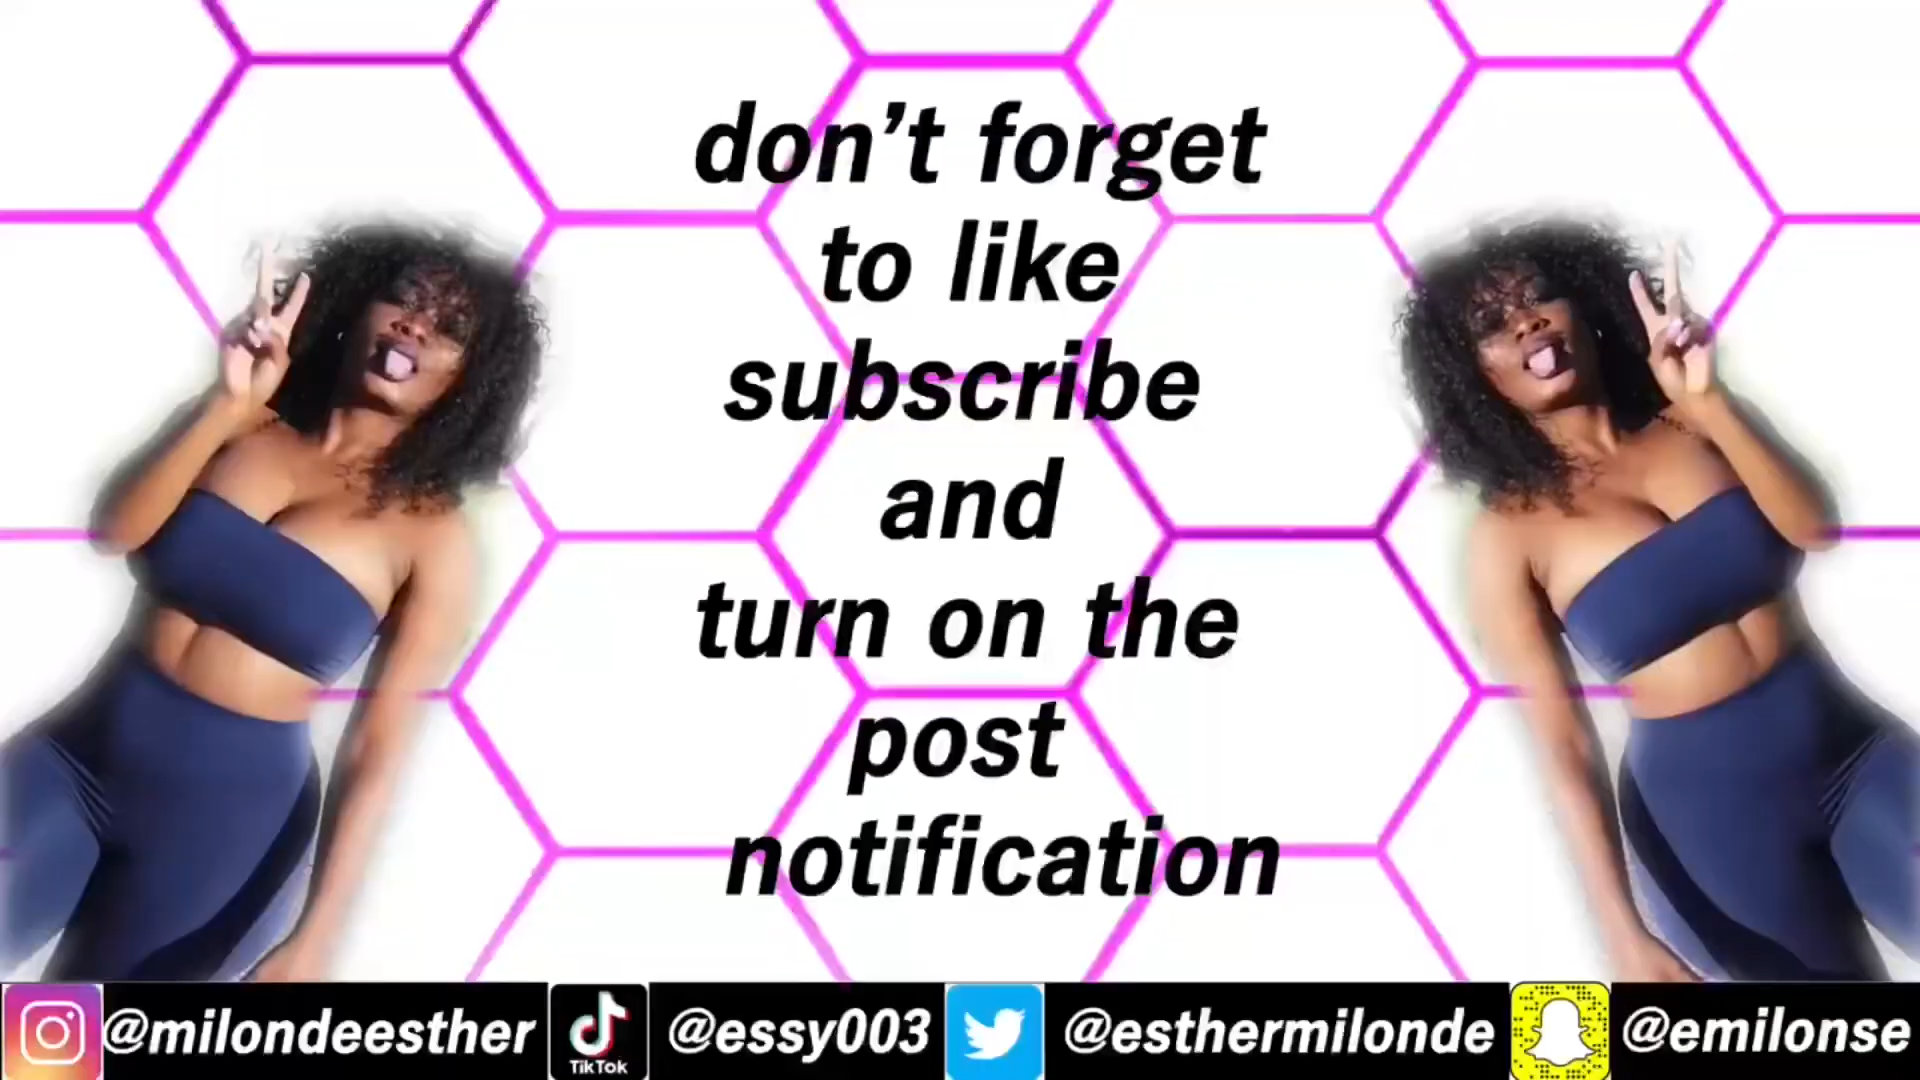 don't forget
to like
subscribe
and
turn on the
post
notification
@milondeesther TikTok @essy003 @esthermilonde @emilonse